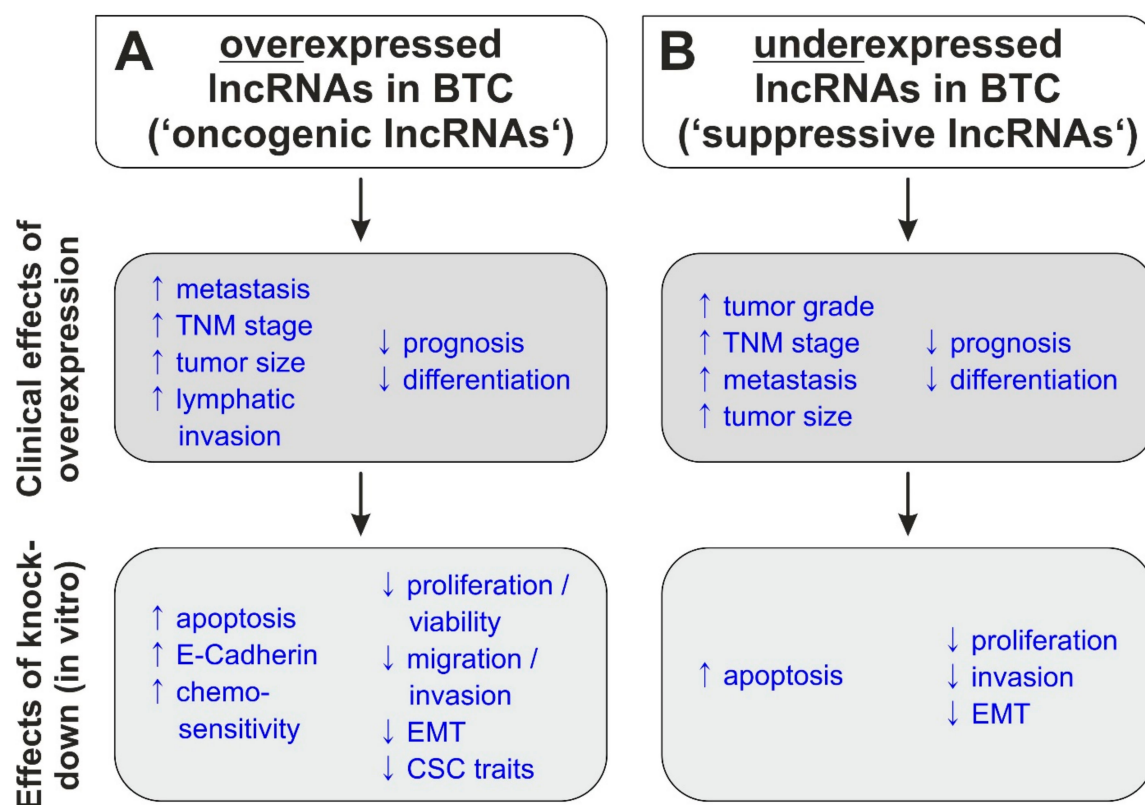 A
overexpressed
lncRNAs in BTC
(‘oncogenic lncRNAs‘)
B
underexpressed
lncRNAs in BTC
(‘suppressive lncRNAs‘)
Clinical effects of
overexpression
↑ metastasis
↑ TNM stage
↑ tumor size
↑ lymphatic
invasion
↓ prognosis
↓ differentiation
↑ tumor grade
↑ TNM stage
↑ metastasis
↑ tumor size
↓ prognosis
↓ differentiation
Effects of knock-
down (in vitro)
↑ apoptosis
↑ E-Cadherin
↑ chemo-
sensitivity
↓ proliferation /
viability
↓ migration /
invasion
↓ EMT
↓ CSC traits
↑ apoptosis
↓ proliferation
↓ invasion
↓ EMT